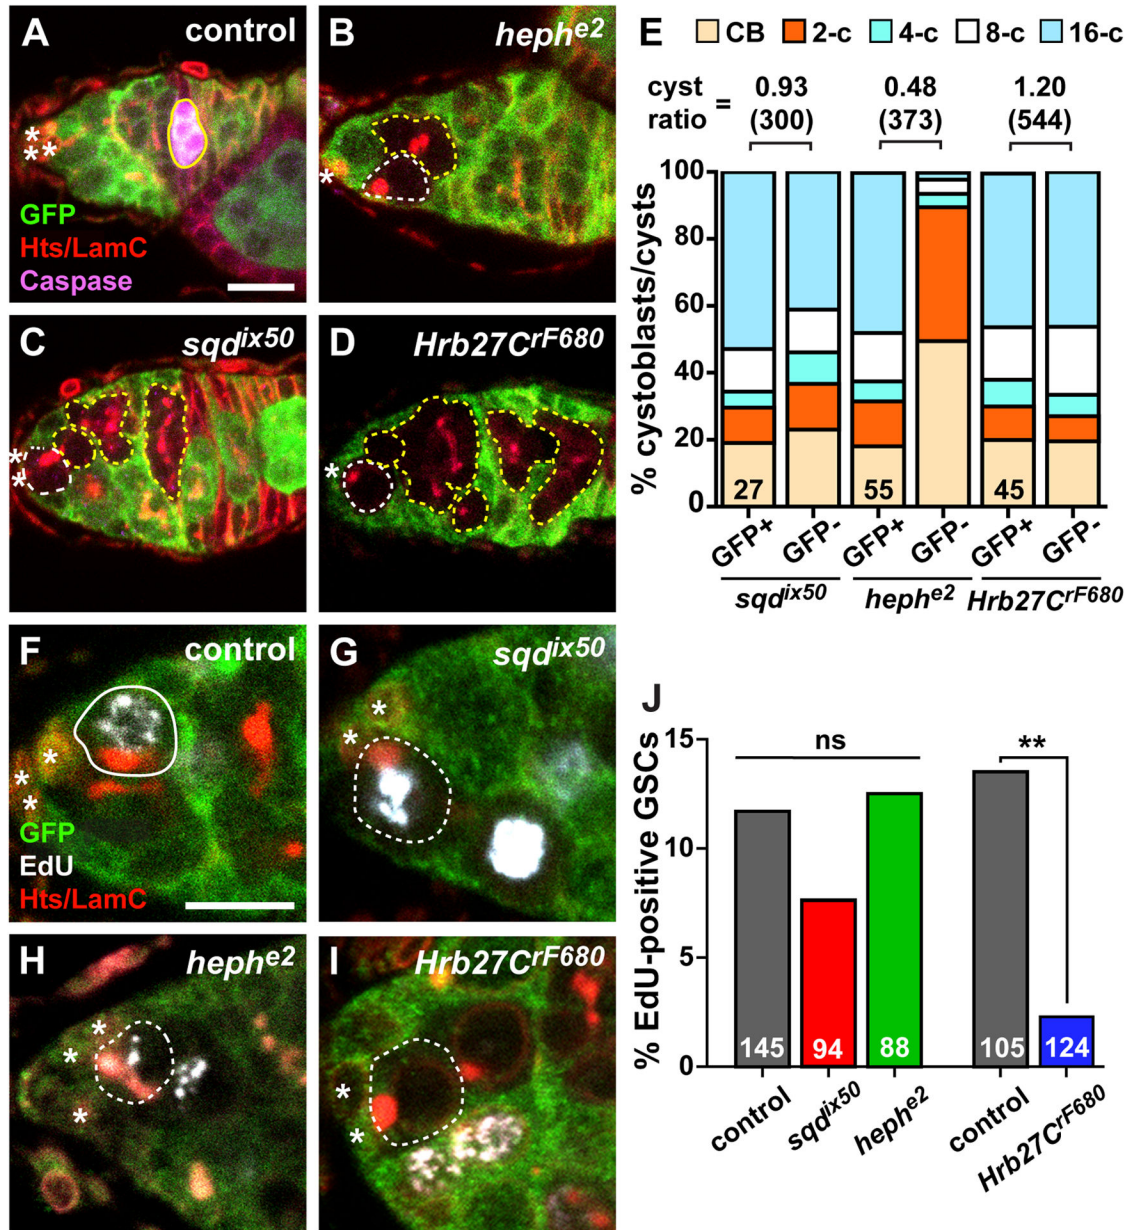 A control
* * *
GFP
Hts/LamC
Caspase
B heph^e2
*
C sqd^ix50
* *
D Hrb27C^rF680
*
E CB 2-c 4-c 8-c 16-c
cyst ratio = 0.93 (300) 0.48 (373) 1.20 (544)
% cystoblasts/cysts
100
80
60
40
20
0
27 55 45
GFP+ GFP- GFP+ GFP- GFP+ GFP-
sqd^ix50 heph^e2 Hrb27C^rF680
F control
* * *
GFP
EdU
Hts/LamC
G sqd^ix50
* *
H heph^e2
* * *
I Hrb27C^rF680
* *
J
% EdU-positive GSCs
15
10
5
0
ns **
145 94 88 105 124
control sqd^ix50 heph^e2 control Hrb27C^rF680